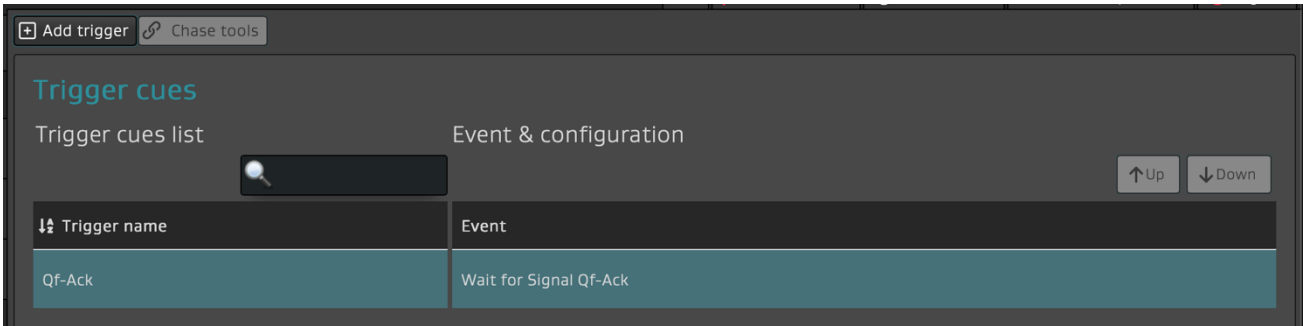 Add trigger Chase tools
Trigger cues
Trigger cues list Event & configuration
Up Down
Trigger name Event
Qf-Ack Wait for Signal Qf-Ack